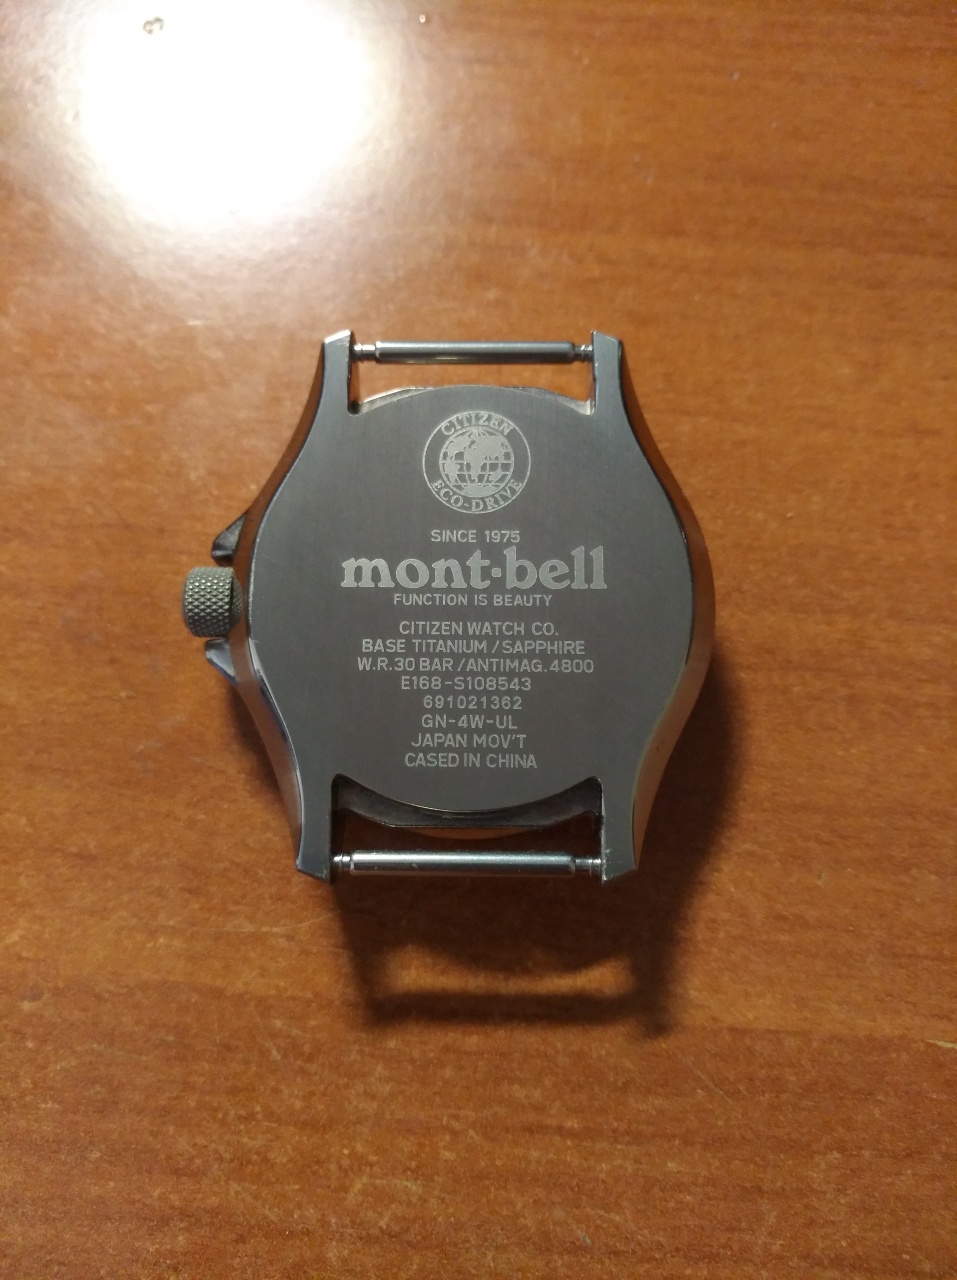 CITIZEN
ECO-DRIVE
SINCE 1975
mont·bell
FUNCTION IS BEAUTY
CITIZEN WATCH CO.
BASE TITANIUM/SAPPHIRE
W.R.30 BAR/ANTIMAG.4800
E168-S108543
691021362
GN-4W-UL
JAPAN MOV'T
CASED IN CHINA